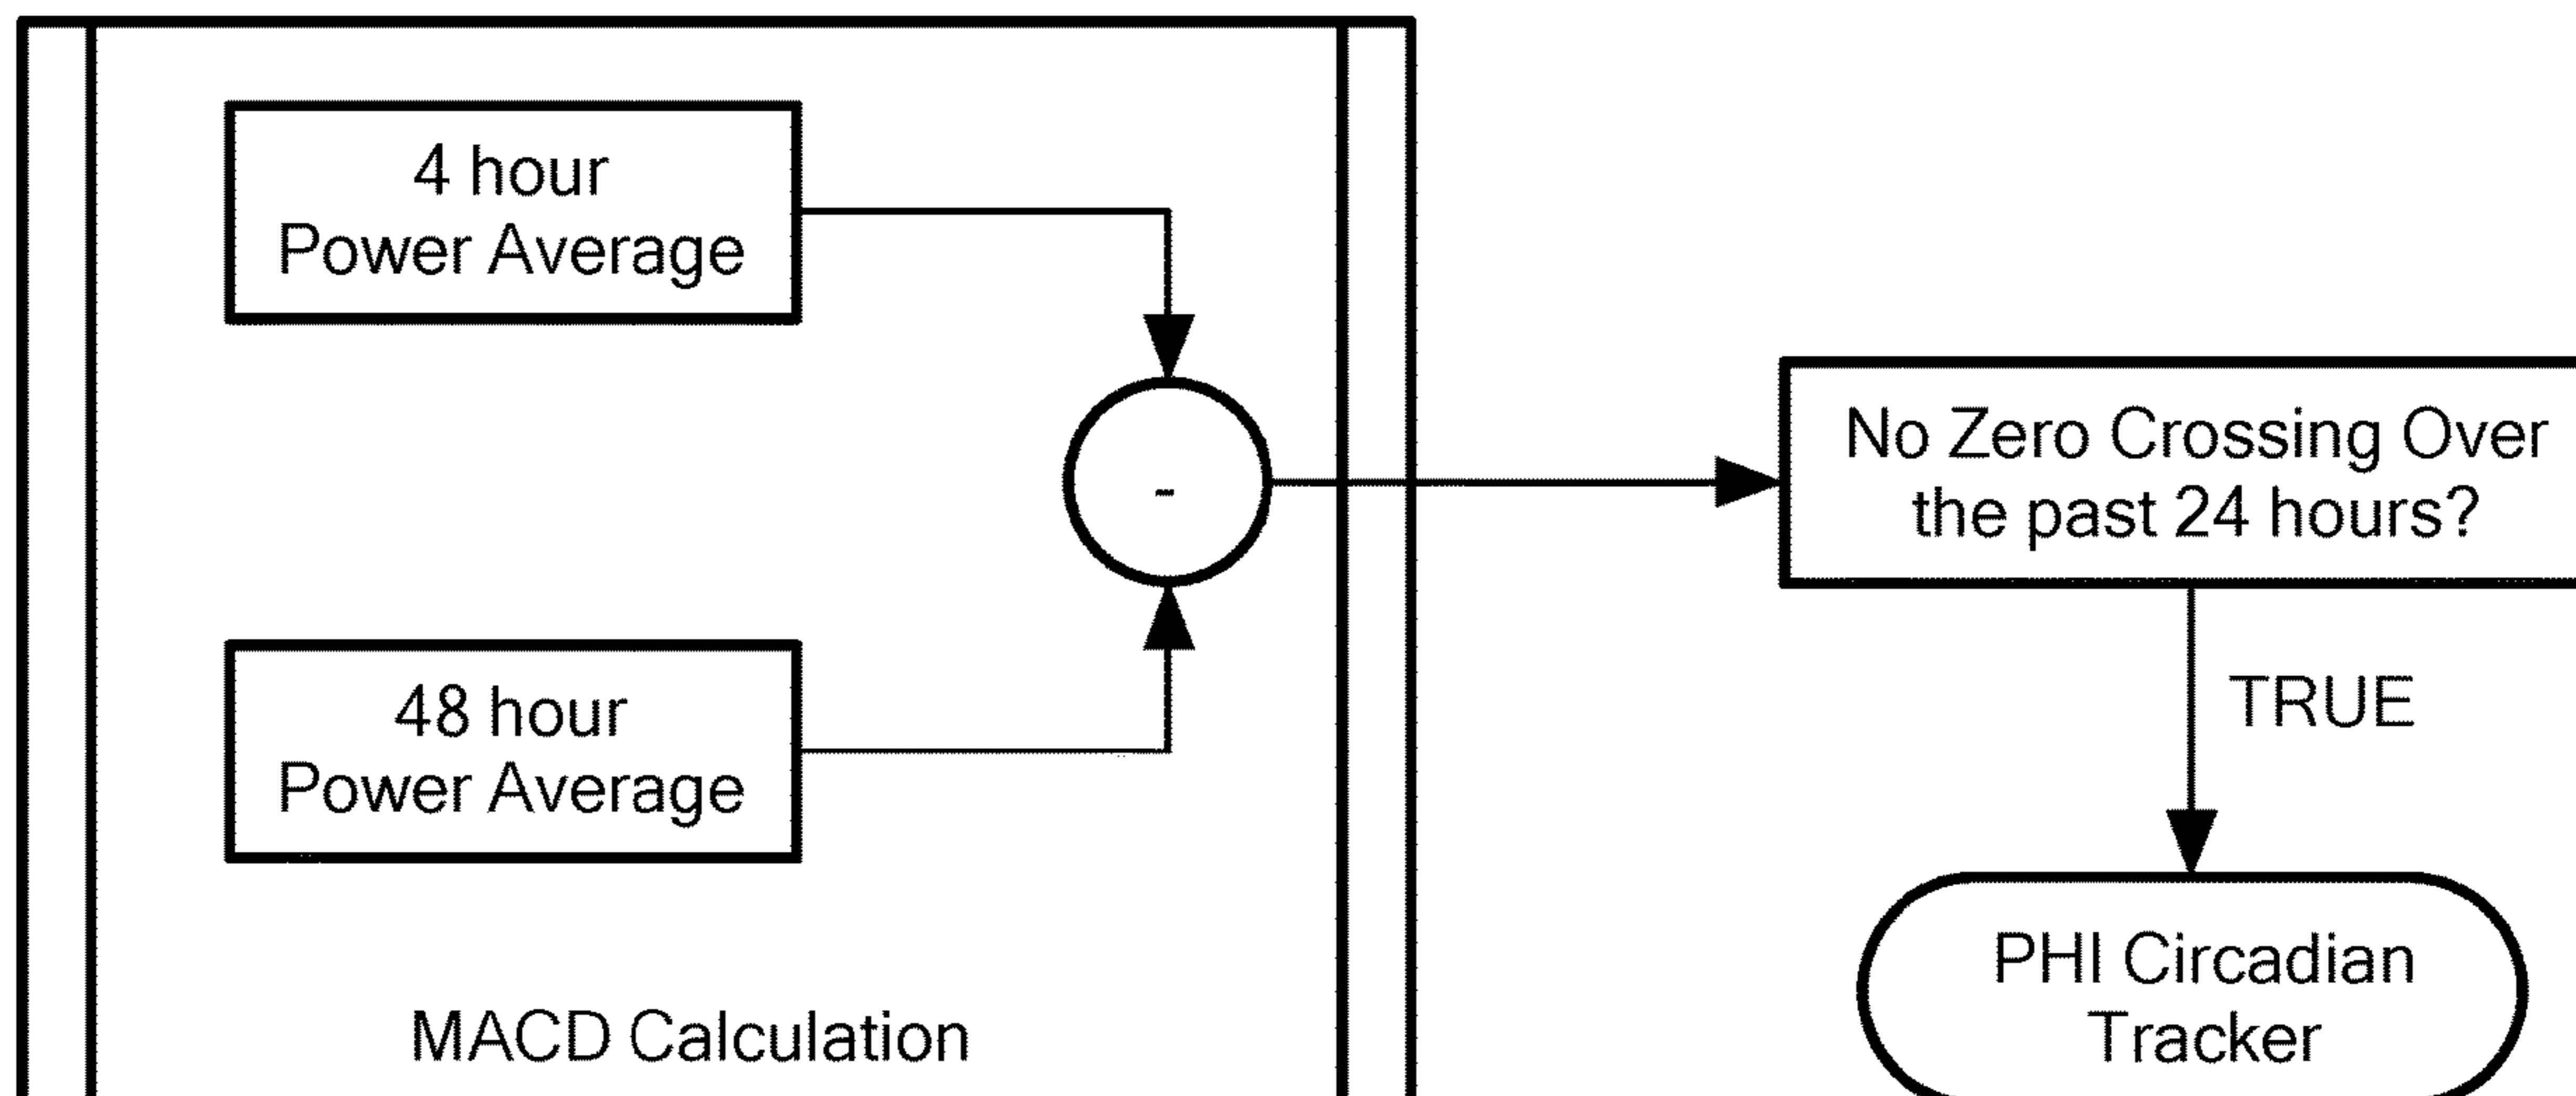 4 hour
Power Average
-
No Zero Crossing Over
the past 24 hours?
48 hour
Power Average
TRUE
PHI Circadian
Tracker
MACD Calculation